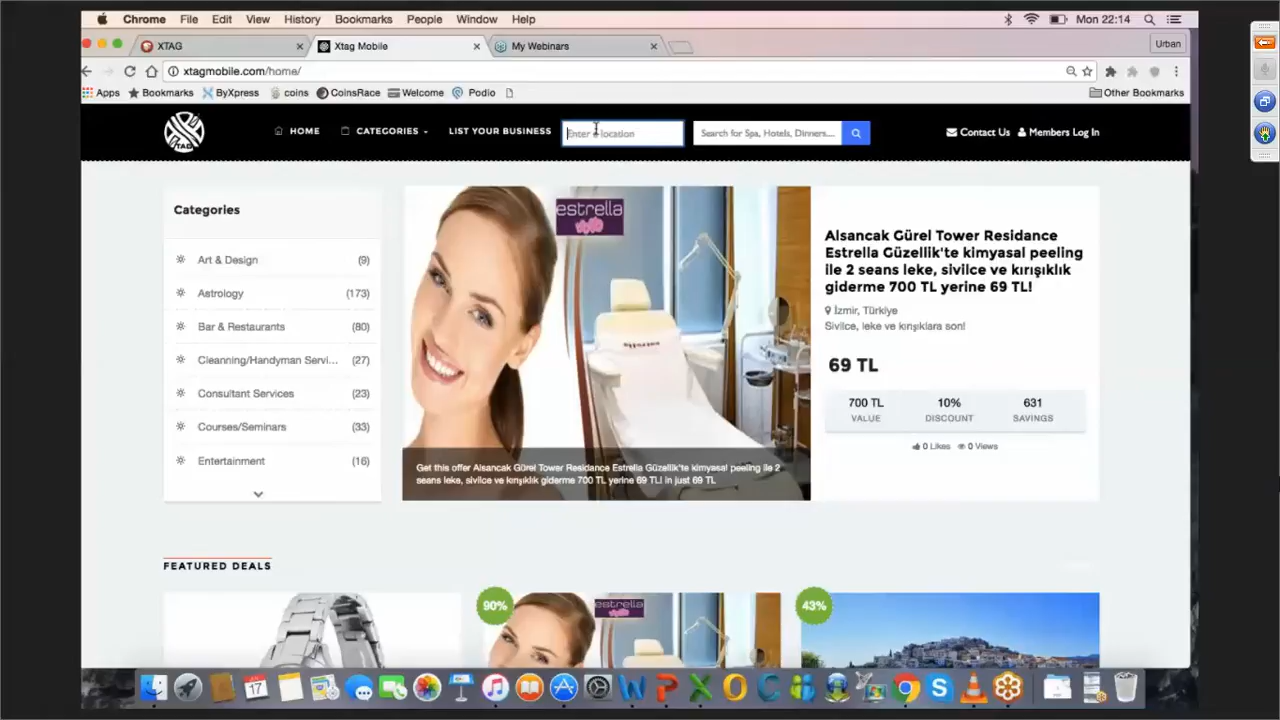 Chrome File Edit View History Bookmarks People Window Help Mon 22:14
XTAG Xtag Mobile My Webinars Urban
xtagmobile.com/home/
Apps Bookmarks ByXpress coins CoinsRace Welcome Podio Other Bookmarks
XTAG
HOME CATEGORIES LIST YOUR BUSINESS Enter a location Search for Spa, Hotels, Dinners.... Contact Us Members Log In
Categories
Art & Design (9)
Astrology (173)
Bar & Restaurants (80)
Cleanning/Handyman Servi... (27)
Consultant Services (23)
Courses/Seminars (33)
Entertainment (16)
estrella
Get this offer Alsancak Gürel Tower Residance Estrella Güzellik'te kimyasal peeling ile 2
seans leke, sivilce ve kırışıklık giderme 700 TL yerine 69 TL! in just 69 TL
Alsancak Gürel Tower Residance
Estrella Güzellik'te kimyasal peeling
ile 2 seans leke, sivilce ve kırışıklık
giderme 700 TL yerine 69 TL!
İzmir, Türkiye
Sivilce, leke ve kırışıklara son!
69 TL
700 TL 10% 631
VALUE DISCOUNT SAVINGS
0 Likes 0 Views
FEATURED DEALS
90% estrella 43%
17